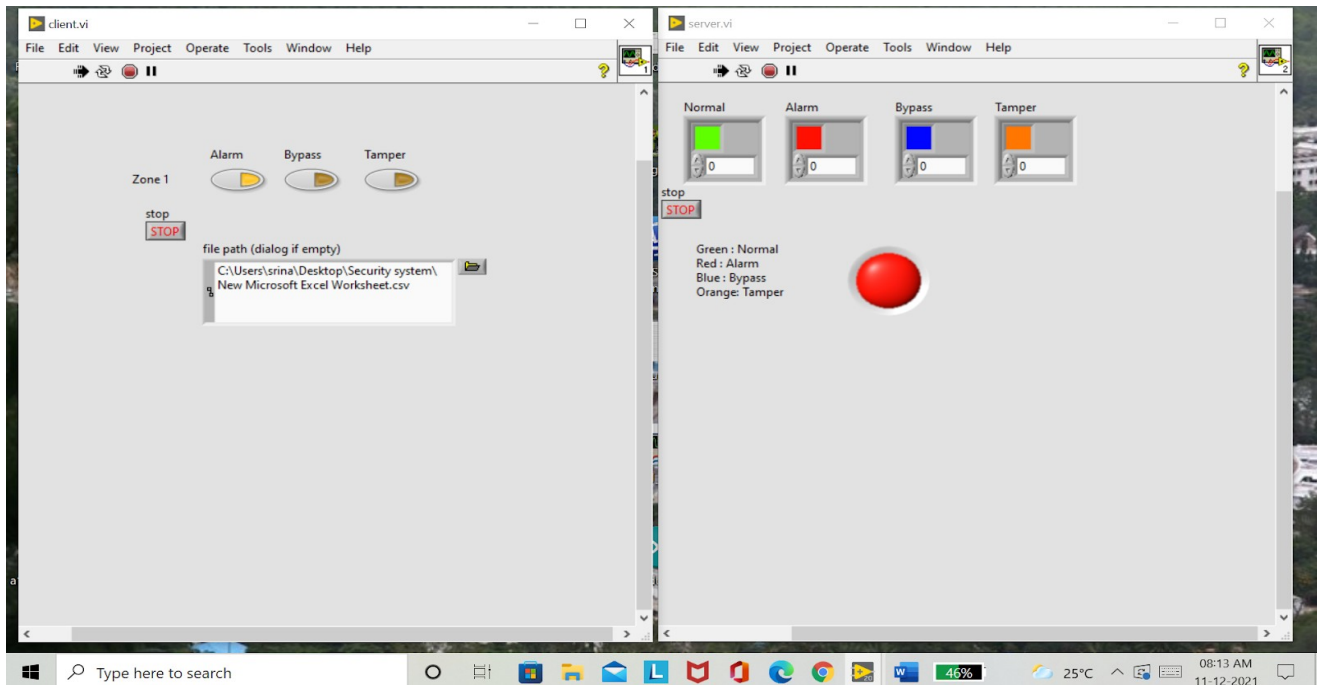 client.vi
File Edit View Project Operate Tools Window Help
1
Alarm Bypass Tamper
Zone 1
stop
STOP
file path (dialog if empty)
C:\Users\srina\Desktop\Security system\
New Microsoft Excel Worksheet.csv
server.vi
File Edit View Project Operate Tools Window Help
2
Normal Alarm Bypass Tamper
0 0 0 0
stop
STOP
Green : Normal
Red : Alarm
Blue : Bypass
Orange: Tamper
Type here to search
46%
25°C
08:13 AM
11-12-2021